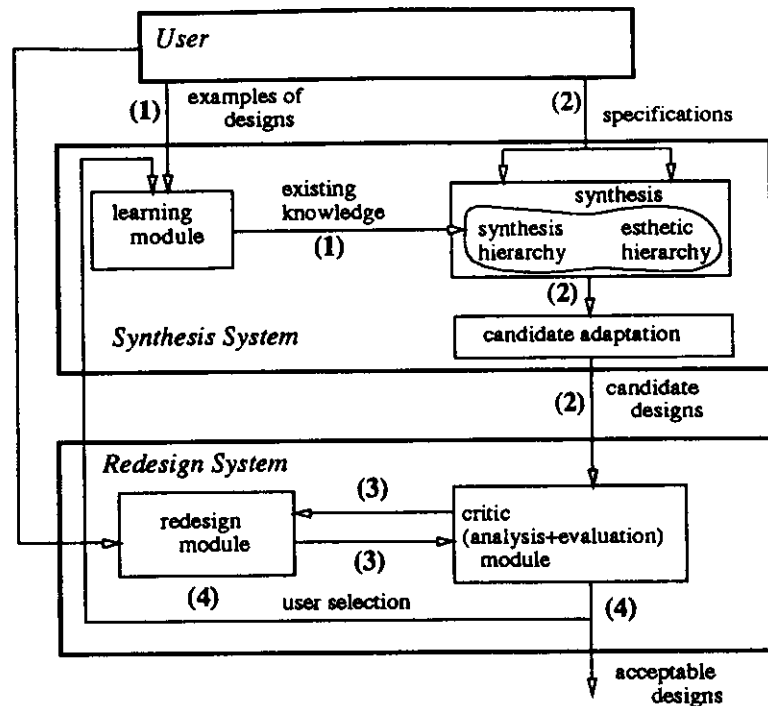 User
(1)
examples of
designs
(2)
specifications
learning
module
existing
knowledge
(1)
synthesis
synthesis
hierarchy
esthetic
hierarchy
(2)
Synthesis System
candidate adaptation
(2)
candidate
designs
Redesign System
redesign
module
(3)
(3)
critic
(analysis+evaluation)
module
(4)
user selection
(4)
acceptable
designs